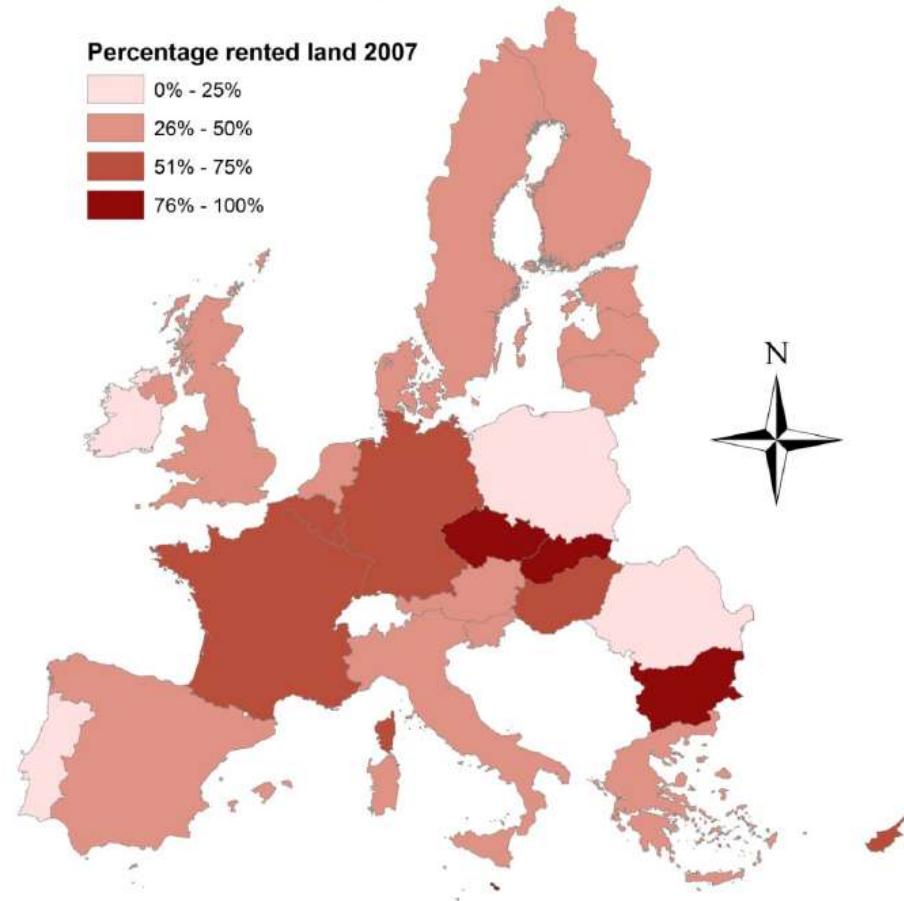 Percentage rented land 2007
0% - 25%
26% - 50%
51% - 75%
76% - 100%
N